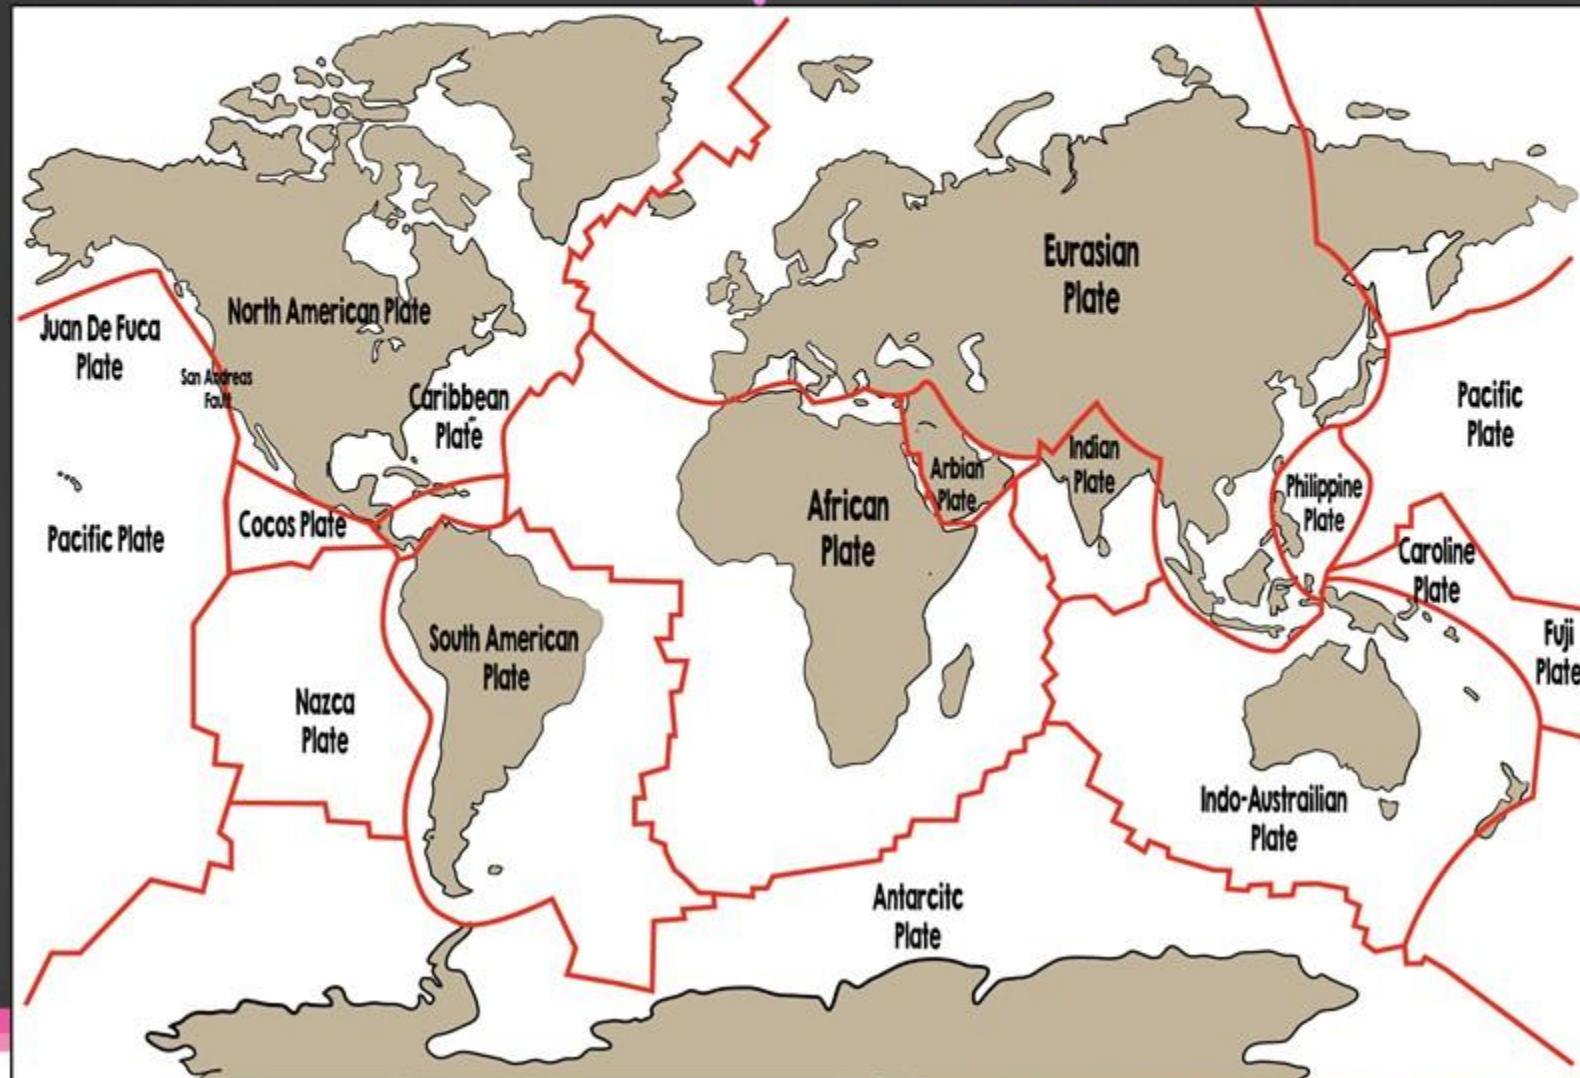 Eurasian
Plate
North American Plate
Juan De Fuca
Plate
San Andreas
Fault
Caribbean
Plate
Pacific
Plate
Indian
Plate
Arbian
Plate
Philippine
Plate
African
Plate
Cocos Plate
Pacific Plate
Caroline
Plate
South American
Plate
Fuji
Plate
Nazca
Plate
Indo-Austrailian
Plate
Antarcitc
Plate